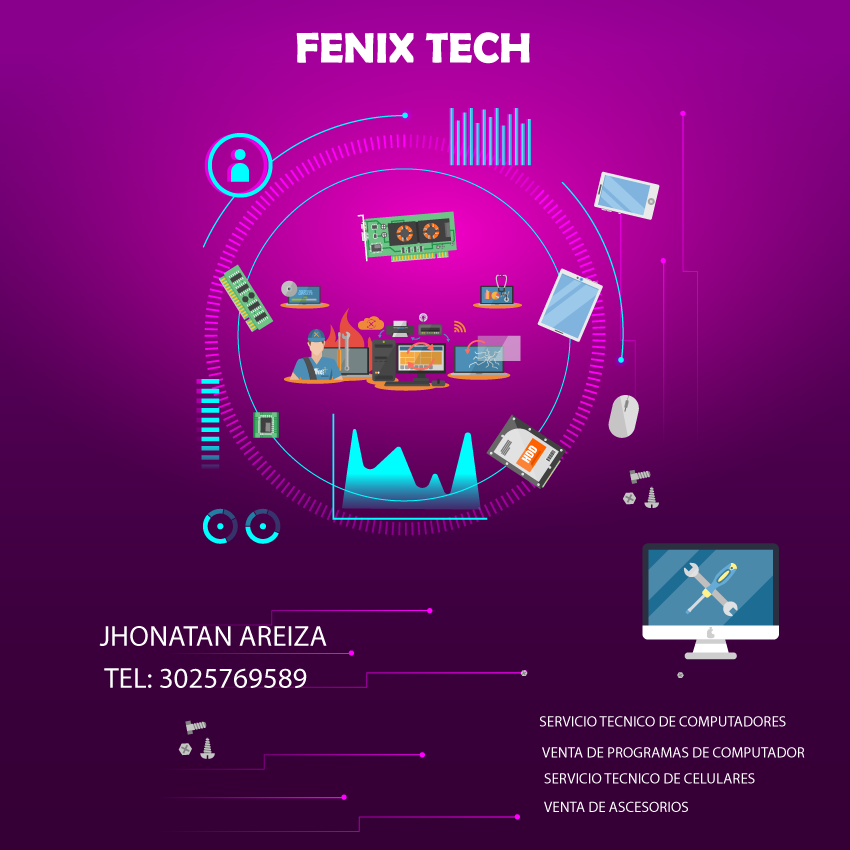 FENIX TECH
HDD
JHONATAN AREIZA
TEL: 3025769589
SERVICIO TECNICO DE COMPUTADORES
VENTA DE PROGRAMAS DE COMPUTADOR
SERVICIO TECNICO DE CELULARES
VENTA DE ASCESORIOS